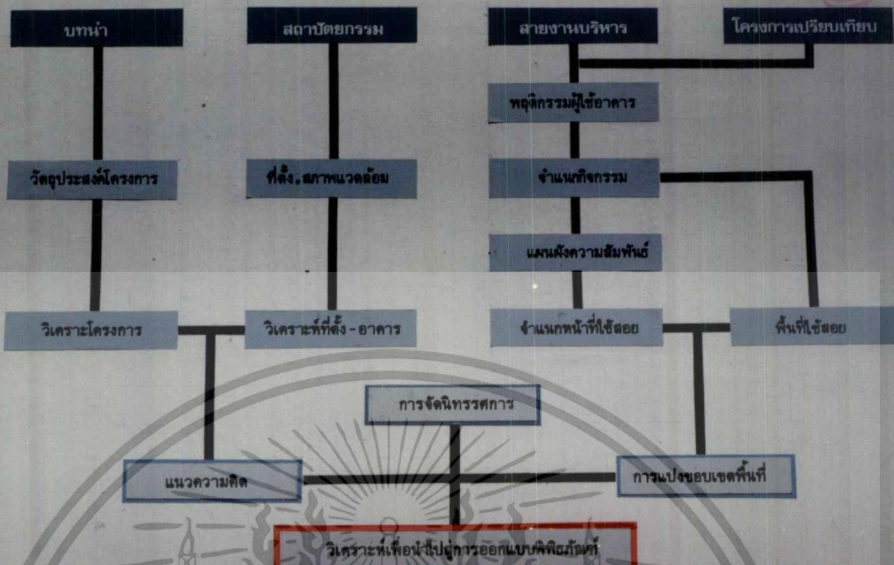 บทนำ
สถาปัตยกรรม
สายงานบริหาร
โครงการเปรียบเทียบ
พฤติกรรมผู้ใช้อาคาร
วัตถุประสงค์โครงการ
ที่ตั้ง.สภาพแวดล้อม
จำแนกกิจกรรม
แผนผังความสัมพันธ์
วิเคราะโครงการ
วิเคราะห์ที่ตั้ง - อาคาร
จำแนกหน้าที่ใช้สอย
พื้นที่ใช้สอย
การจัดนิทรรศการ
แนวความคิด
การแบ่งขอบเขตพื้นที่
วิเคราะห์เพื่อนำไปสู่การออกแบบพิพิธภัณฑ์